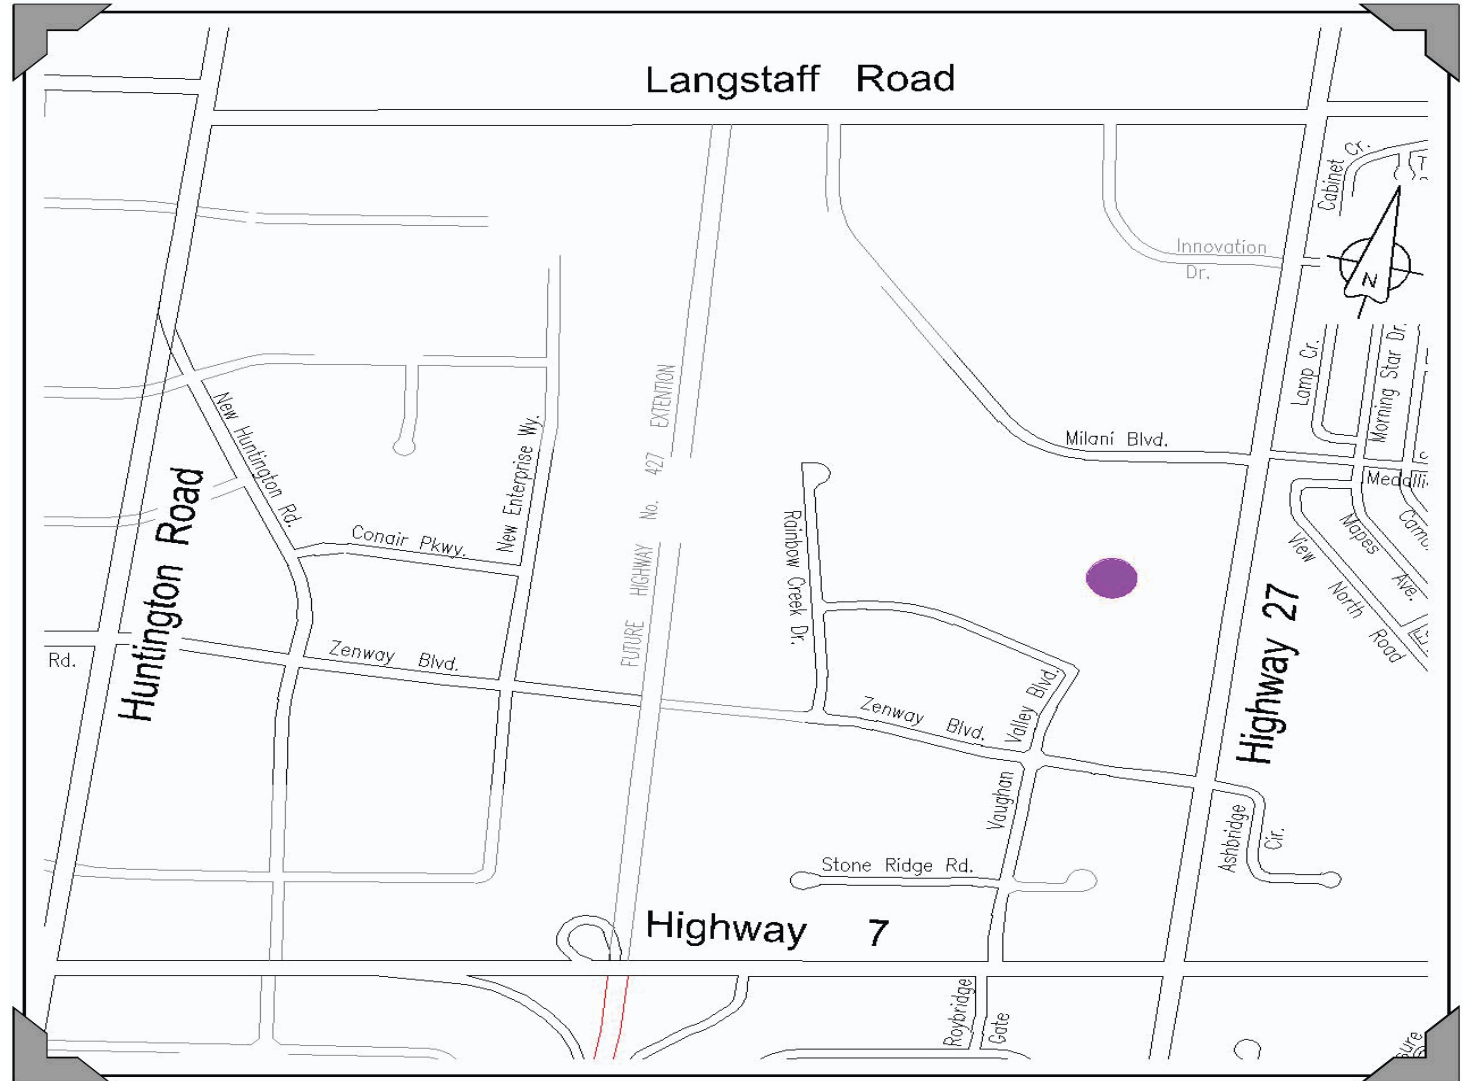 Langstaff Road
Cabinet Cr.
Innovation
Dr.
Lamp Cr.
Morning Star Dr.
N
New Huntington Rd.
New Enterprise Wy.
FUTURE HIGHWAY No. 427 EXTENTION
Milani Blvd.
Huntington Road
Conair Pkwy.
Rainbow Creek Dr.
Medalli
Mapes Ave.
View North Road
Rd.
Zenway Blvd.
Zenway Blvd.
Vaughan Valley Blvd.
Highway 27
Stone Ridge Rd.
Ashbridge
Cir.
Highway 7
Roybridge
Gate